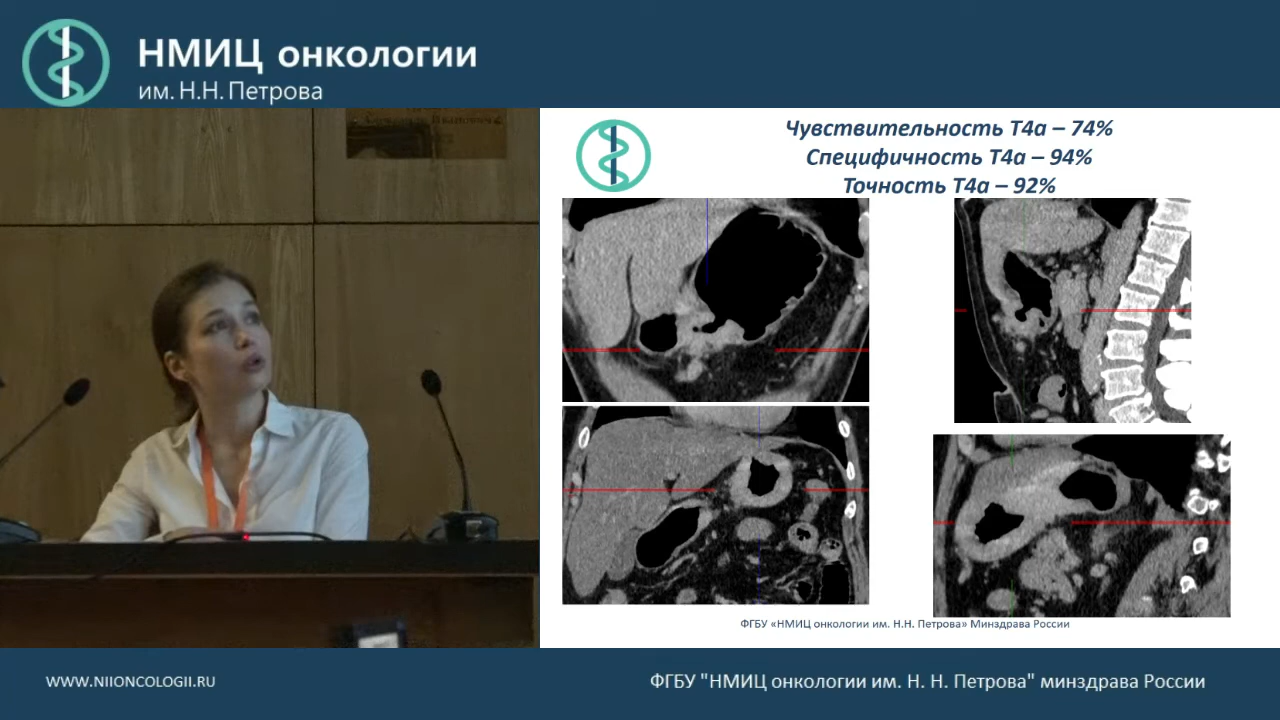 НМИЦ онкологии
им. Н.Н. Петрова
Чувствительность T4a – 74%
Специфичность T4a – 94%
Точность T4a – 92%
ФГБУ «НМИЦ онкологии им. Н.Н. Петрова» Минздрава России
WWW.NIIONCOLOGII.RU
ФГБУ "НМИЦ онкологии им. Н. Н. Петрова" минздрава России